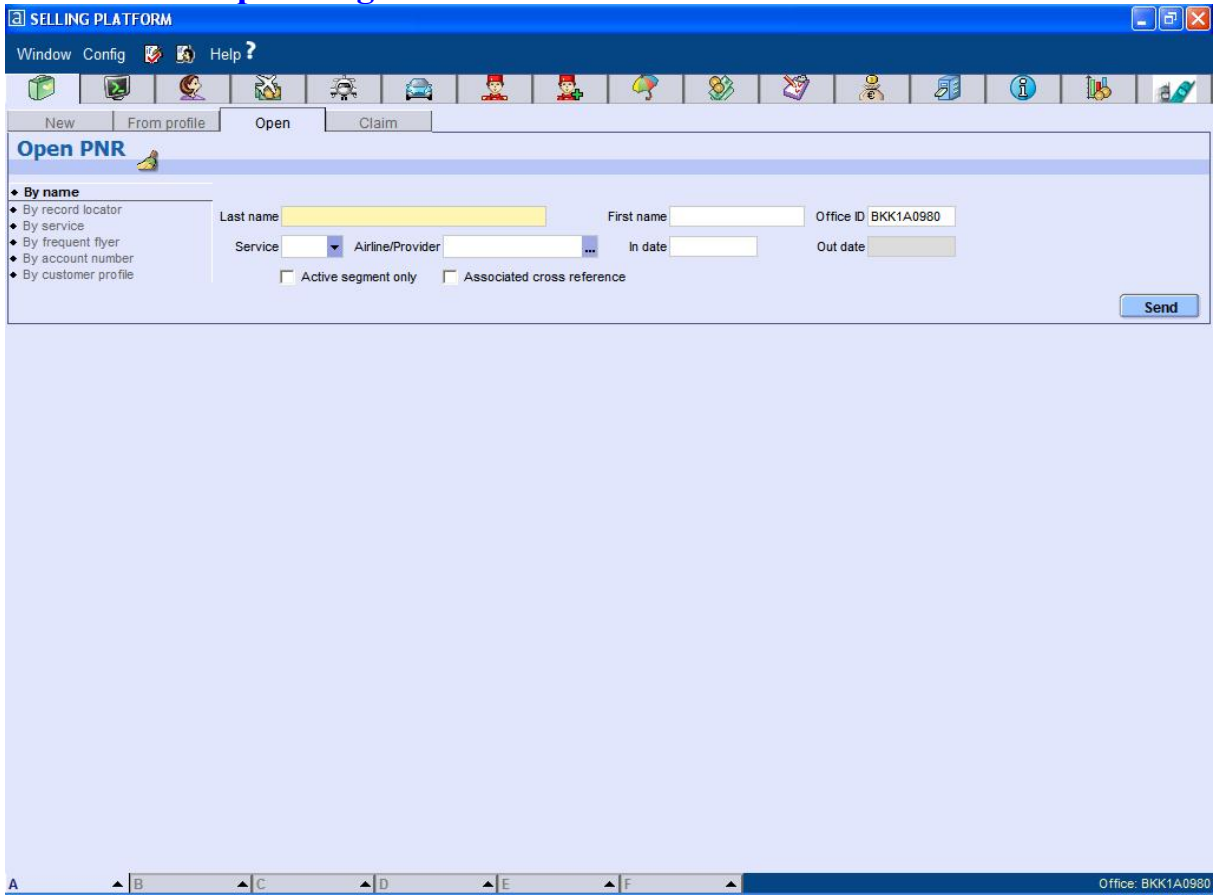 a SELLING PLATFORM
Window Config Help ?
New From profile Open Claim
Open PNR
By name
By record locator
By service
By frequent flyer
By account number
By customer profile
Last name First name Office ID BKK1A0980
Service Airline/Provider ... In date Out date
Active segment only Associated cross reference
Send
A B C D E F Office: BKK1A0980